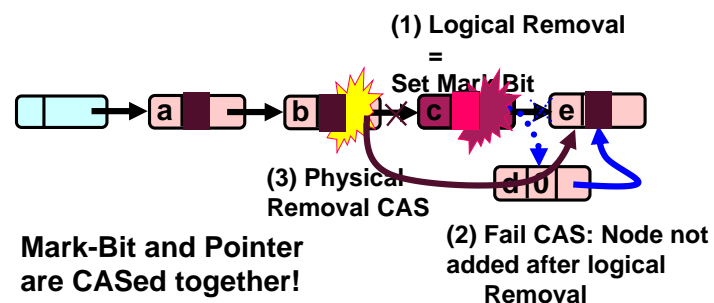 (1) Logical Removal
=
Set Mark-Bit
a
b
c
e
d
0
(3) Physical
Removal CAS
(2) Fail CAS: Node not
added after logical
Removal
Mark-Bit and Pointer
are CASed together!